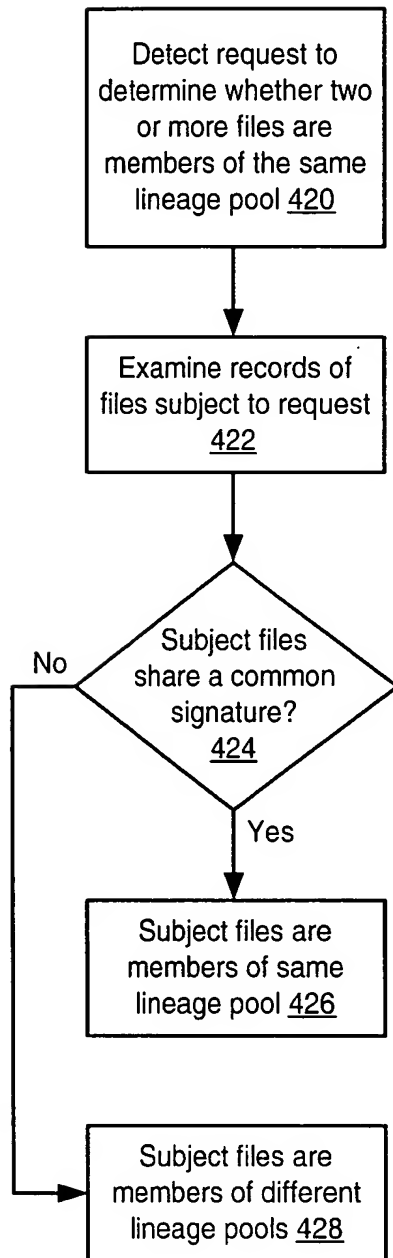 Detect request to
determine whether two
or more files are
members of the same
lineage pool 420
Examine records of
files subject to request
422
Subject files
share a common
signature?
424
No
Yes
Subject files are
members of same
lineage pool 426
Subject files are
members of different
lineage pools 428